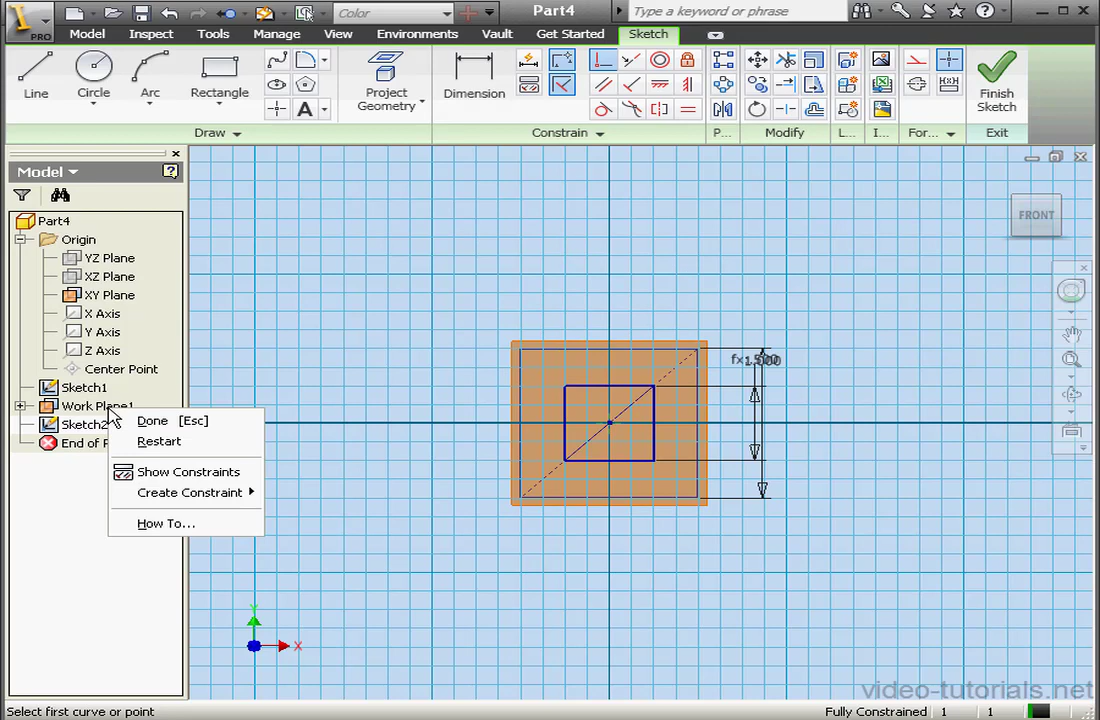 PRO
Color
Part4
Type a keyword or phrase
Model Inspect Tools Manage View Environments Vault Get Started Sketch
Line
Circle
Arc
Rectangle
A
Project Geometry
Dimension
Finish Sketch
Draw
Constrain
P...
Modify
L...
I...
For...
Exit
Model
Part4
Origin
YZ Plane
XZ Plane
XY Plane
X Axis
Y Axis
Z Axis
Center Point
Sketch1
Work Plane1
Sketch2
End of P
Done [Esc]
Restart
Show Constraints
Create Constraint
How To...
FRONT
Y
X
video-tutorials.net
Select first curve or point
Fully Constrained 1 1